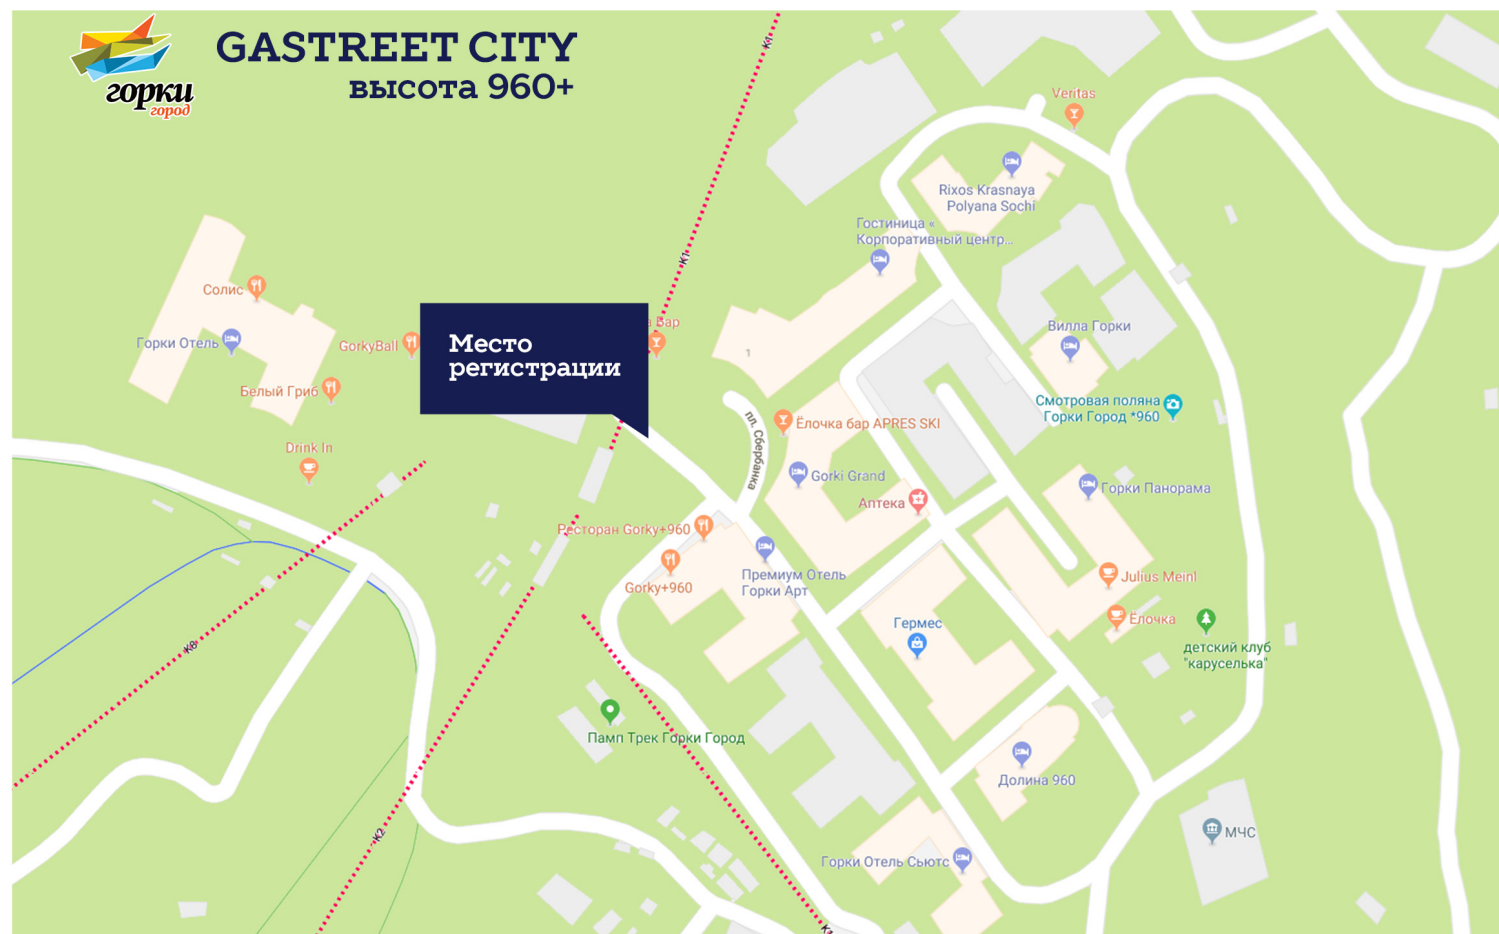 горки
город
GASTREET CITY
высота 960+
К1
Veritas
Rixos Krasnaya
Polyana Sochi
Гостиница «
Корпоративный центр...
К1
Солис
Горки Отель
GorkyBall
Белый Гриб
Место
регистрации
Бар
1
Вилла Горки
Смотровая поляна
Горки Город *960
Ёлочка бар APRES SKI
пл. Сбербанка
Drink In
Gorki Grand
Аптека
Горки Панорама
Ресторан Gorky+960
Gorky+960
Премиум Отель
Горки Арт
Julius Meinl
Ёлочка
Гермес
детский клуб
"каруселька"
К8
Памп Трек Горки Город
Долина 960
К2
МЧС
Горки Отель Сьютс